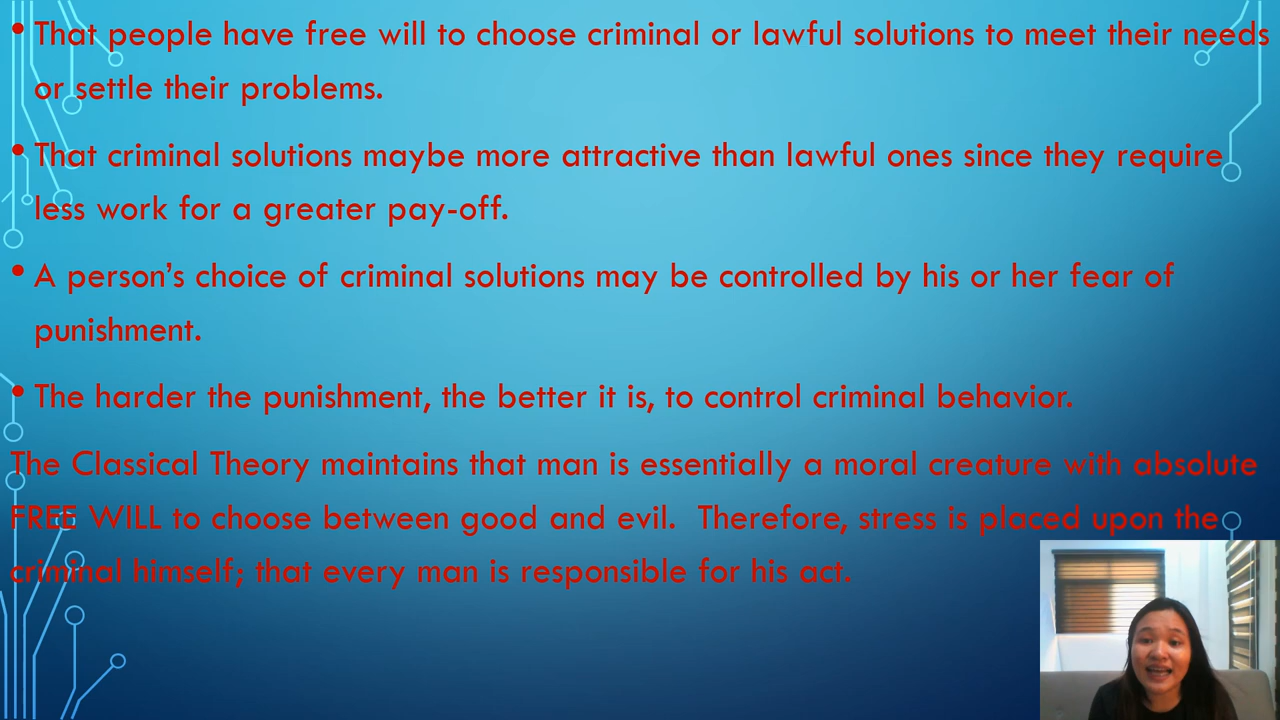 • That people have free will to choose criminal or lawful solutions to meet their needs
or settle their problems.
• That criminal solutions maybe more attractive than lawful ones since they require
less work for a greater pay-off.
• A person’s choice of criminal solutions may be controlled by his or her fear of
punishment.
• The harder the punishment, the better it is, to control criminal behavior.
The Classical Theory maintains that man is essentially a moral creature with absolute
FREE WILL to choose between good and evil.  Therefore, stress is placed upon the
criminal himself; that every man is responsible for his act.